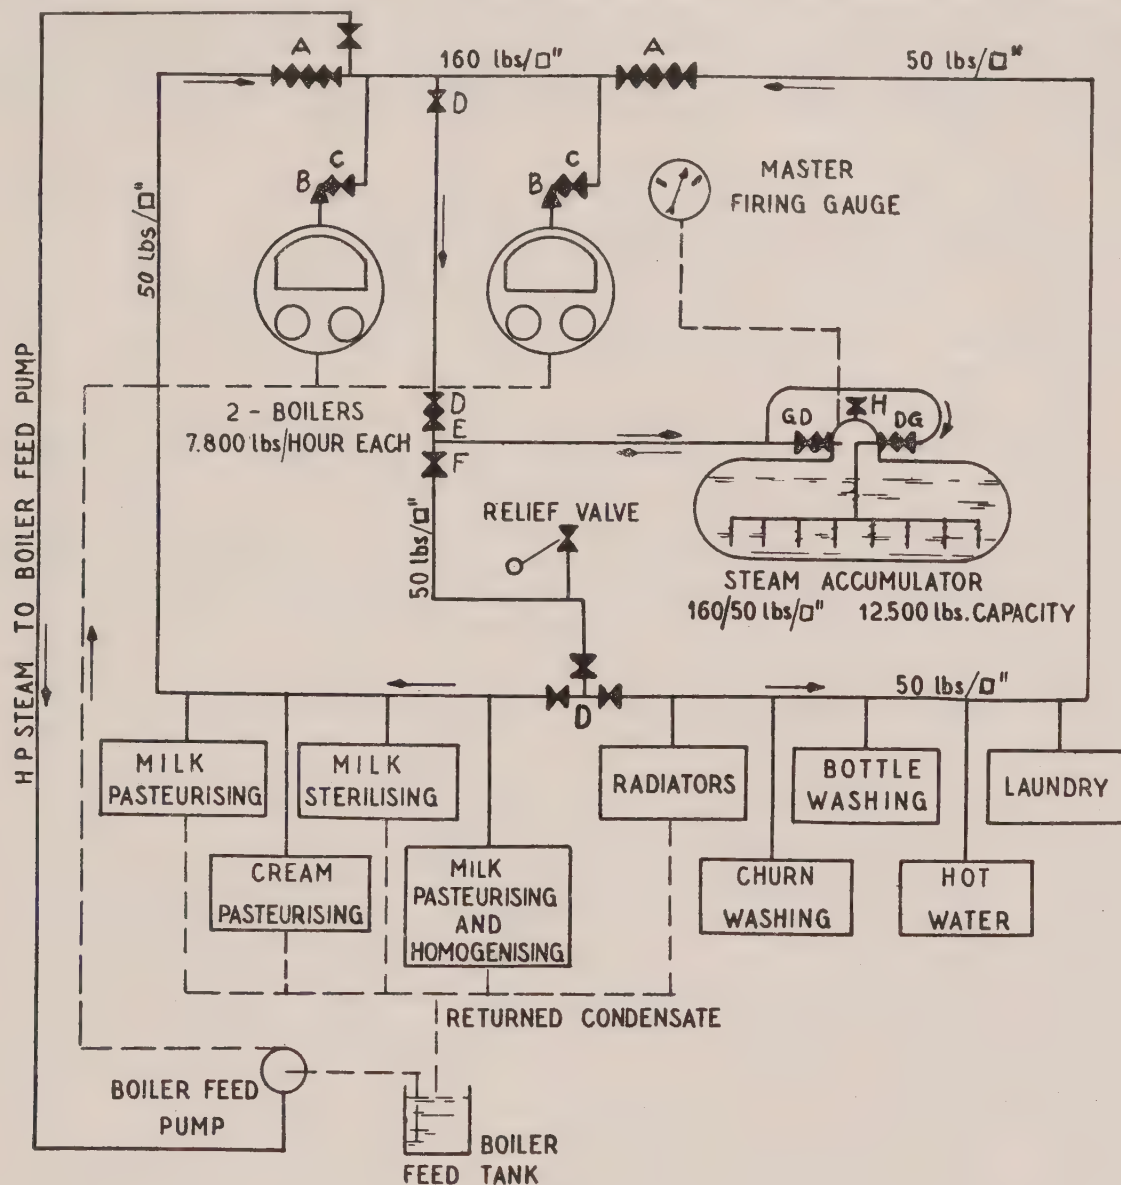 A
160 lbs/□"
A
50 lbs/□"
D
C
B
C
B
MASTER
FIRING GAUGE
50 lbs/□"
HP STEAM TO BOILER FEED PUMP
2 - BOILERS
7.800 lbs/HOUR EACH
D
E
F
GD
H
DG
50 lbs/□"
RELIEF VALVE
STEAM ACCUMULATOR
160/50 lbs/□" 12.500 lbs. CAPACITY
D
50 lbs/□"
MILK
PASTEURISING
MILK
STERILISING
RADIATORS
BOTTLE
WASHING
LAUNDRY
CREAM
PASTEURISING
MILK
PASTEURISING
AND
HOMOGENISING
CHURN
WASHING
HOT
WATER
RETURNED CONDENSATE
BOILER FEED
PUMP
BOILER
FEED TANK